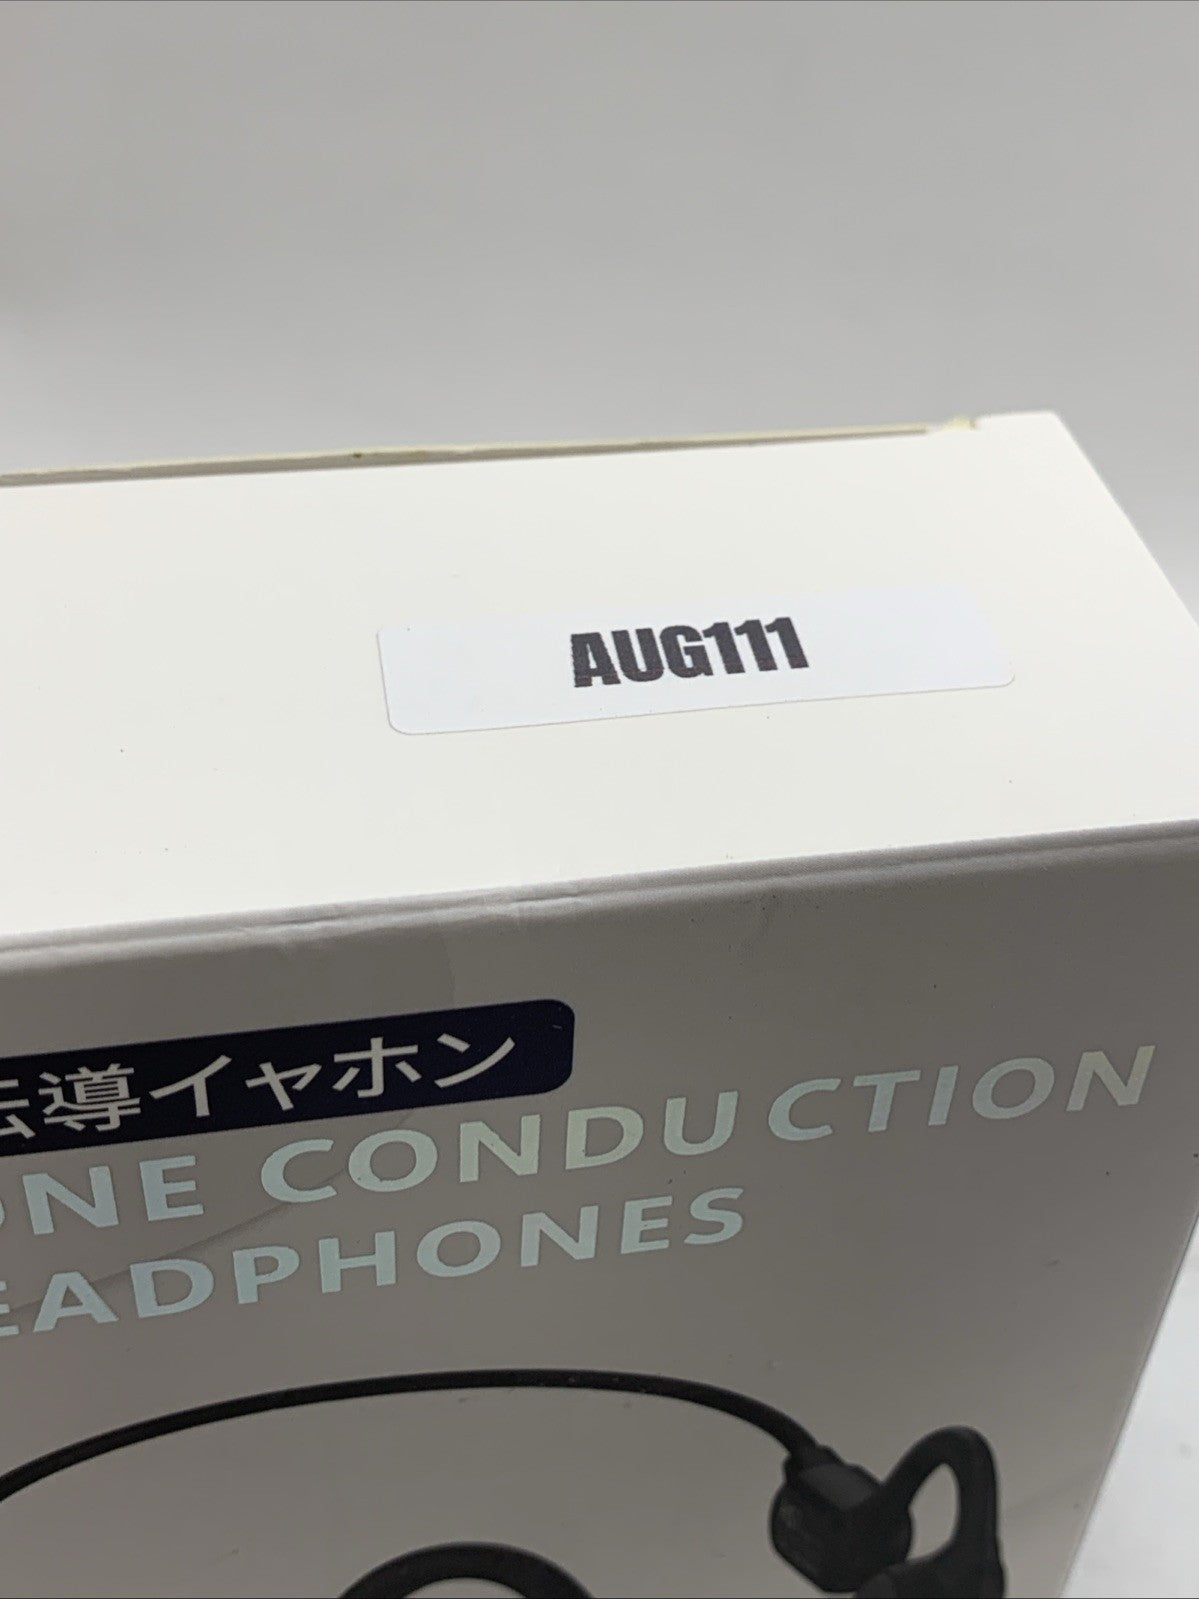 AUG111
伝導イヤホン
ONE CONDUCTION
EADPHONES